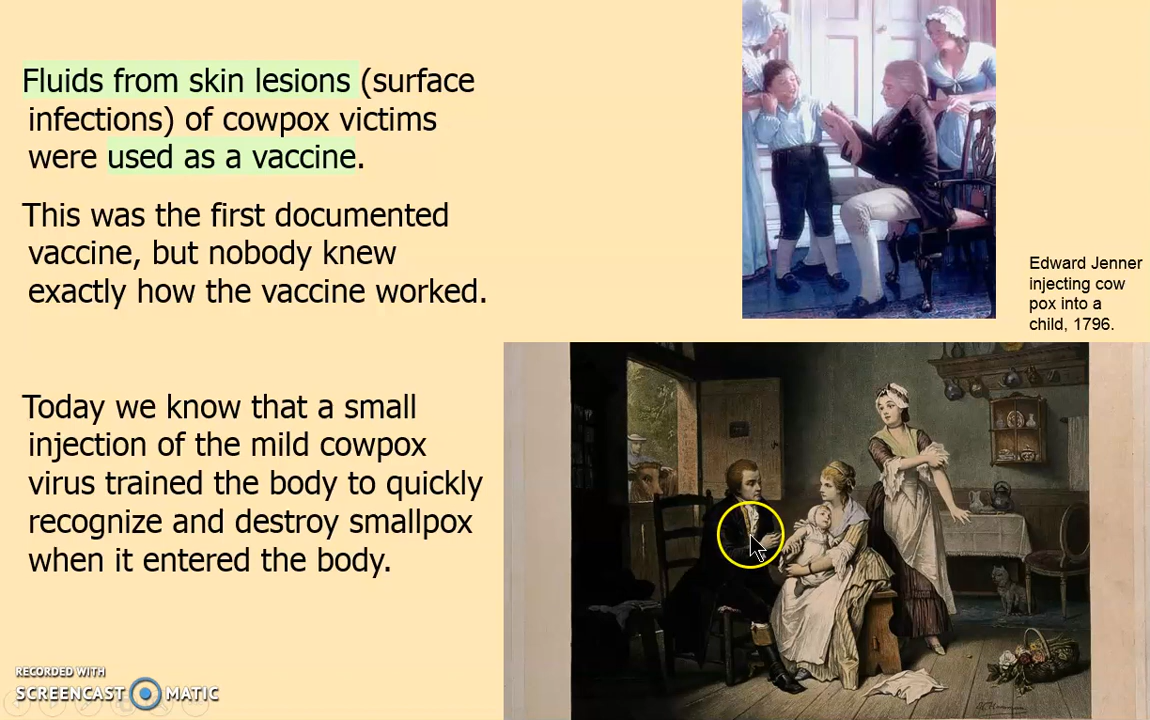 Fluids from skin lesions (surface
infections) of cowpox victims
were used as a vaccine.
This was the first documented
vaccine, but nobody knew
exactly how the vaccine worked.
Today we know that a small
injection of the mild cowpox
virus trained the body to quickly
recognize and destroy smallpox
when it entered the body.
Edward Jenner
injecting cow
pox into a
child, 1796.
RECORDED WITH
SCREENCAST MATIC